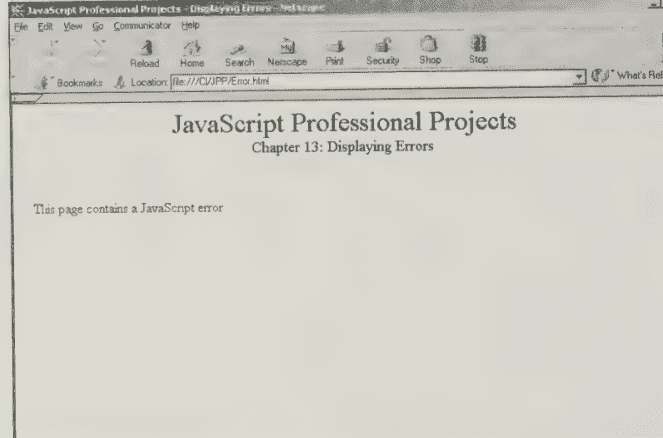 JavaScript Professional Projects - Displaying Errors - Netscape
File Edit View Go Communicator Help
Reload Home Search Netscape Print Security Shop Stop
Bookmarks Location: file:///C|/JPP/Error.html What's Rel
JavaScript Professional Projects
Chapter 13: Displaying Errors
This page contains a JavaScript error